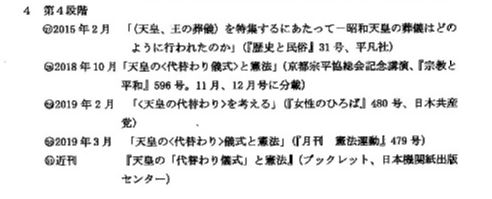 4 第4段階
2015年2月 「〈天皇、王の葬儀〉を特集するにあたって－昭和天皇の葬儀はどの
ように行われたのか」(『歴史と民俗』31号、平凡社)
2018年10月「天皇の〈代替わり儀式〉と憲法」(京都宗平協総会記念講演、『宗教と
平和』596号。11月、12月号に分載)
2019年2月 「〈天皇の代替わり〉を考える」(『女性のひろば』480号、日本共産
党)
2019年3月 「天皇の〈代替わり〉儀式と憲法」(『月刊 憲法運動』479号)
近刊 『天皇の「代替わり儀式」と憲法』(ブックレット、日本機関紙出版
センター)